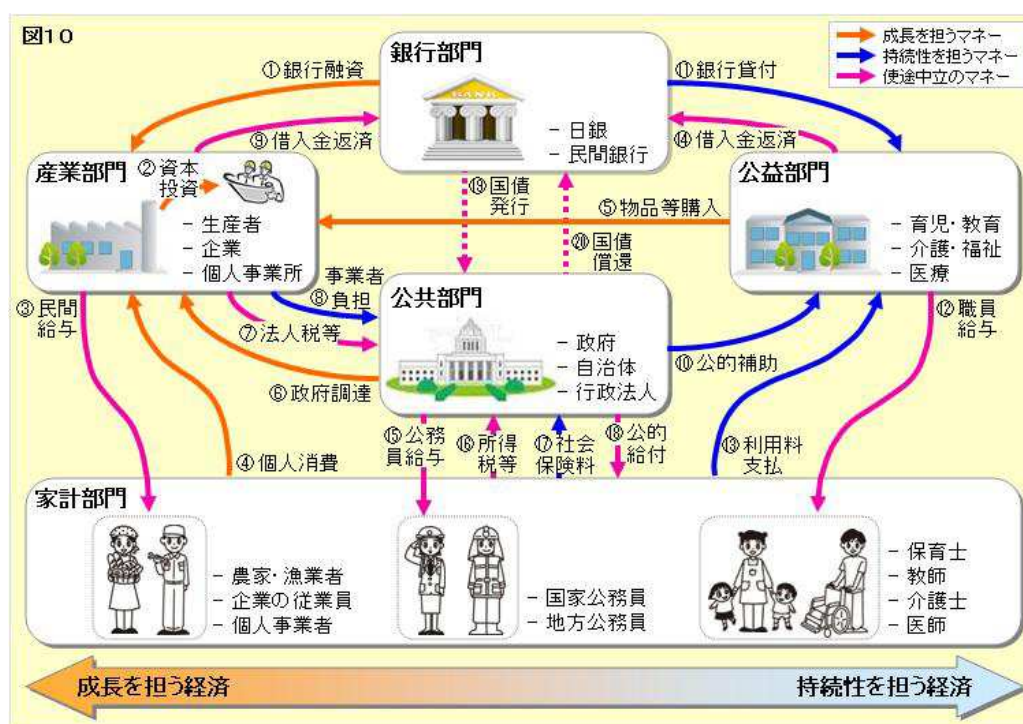 図10
成長を担うマネー
持続性を担うマネー
使途中立のマネー
銀行部門
BANK
- 日銀
- 民間銀行
①銀行融資
⑪銀行貸付
⑨借入金返済
⑭借入金返済
産業部門
②資本
投資
- 生産者
- 企業
- 個人事業所
⑲国債
発行
⑤物品等購入
⑳国債
償還
公益部門
- 育児・教育
- 介護・福祉
- 医療
③民間
給与
事業者
⑧負担
⑦法人税等
⑥政府調達
公共部門
- 政府
- 自治体
- 行政法人
⑩公的補助
⑫職員
給与
④個人消費
⑮公務
員給与
⑯所得
税等
⑰社会
保険料
⑱公的
給付
⑬利用料
支払
家計部門
- 農家・漁業者
- 企業の従業員
- 個人事業者
- 国家公務員
- 地方公務員
- 保育士
- 教師
- 介護士
- 医師
成長を担う経済
持続性を担う経済